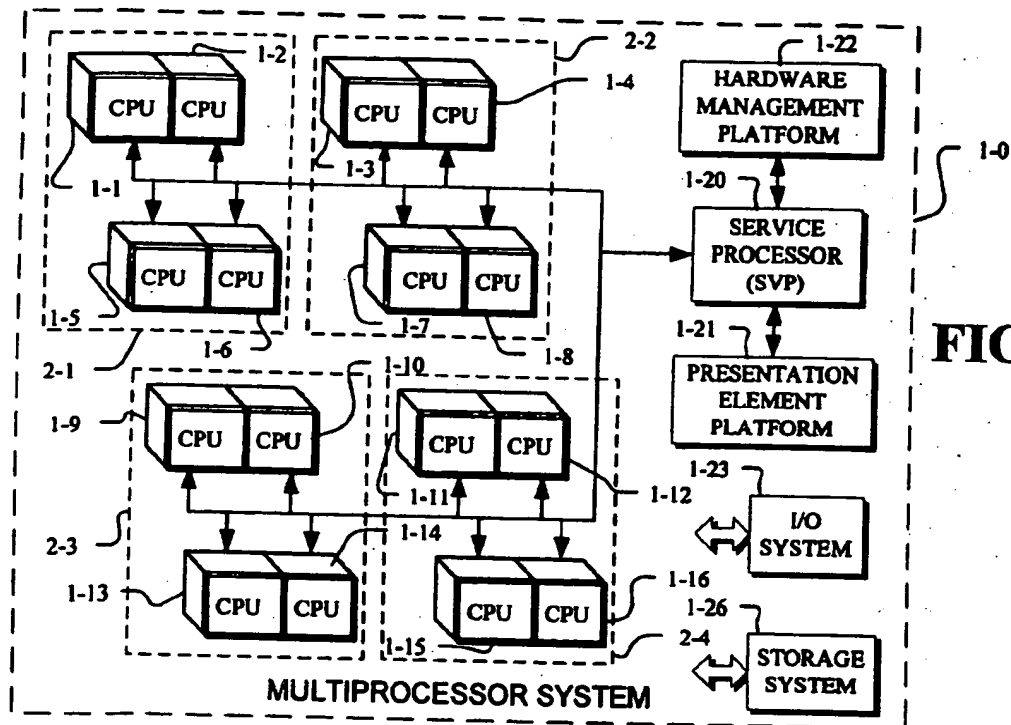 1-2
2-2
1-22
CPU CPU
CPU CPU
1-4
HARDWARE
MANAGEMENT
PLATFORM
1-1
1-3
1-20
1-0
CPU CPU
CPU CPU
SERVICE
PROCESSOR
(SVP)
1-5
1-6
1-7
1-8
2-1
1-10
1-21
FIG
PRESENTATION
ELEMENT
PLATFORM
1-9
CPU CPU
CPU CPU
1-11
1-12
1-23
I/O
SYSTEM
2-3
1-14
1-13
CPU CPU
CPU CPU
1-16
1-15
2-4
1-26
STORAGE
SYSTEM
MULTIPROCESSOR SYSTEM